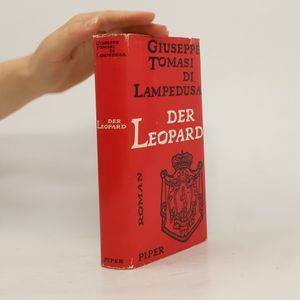 GIUSEPPE
TOMASI DI
LAMPEDUSA
DER
LEOPARD
PIPER
GIUSEPPE
TOMASI
DI
LAMPEDUSA
DER
LEOPARD
ROMAN
PIPER